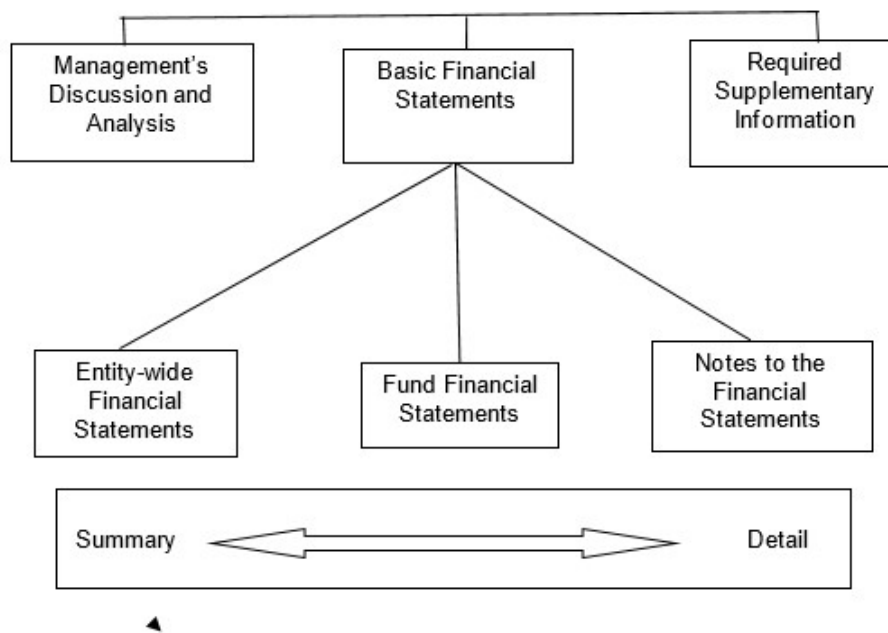 Management's
Discussion and
Analysis
Basic Financial
Statements
Required
Supplementary
Information
Entity-wide
Financial
Statements
Fund Financial
Statements
Notes to the
Financial
Statements
Summary
Detail